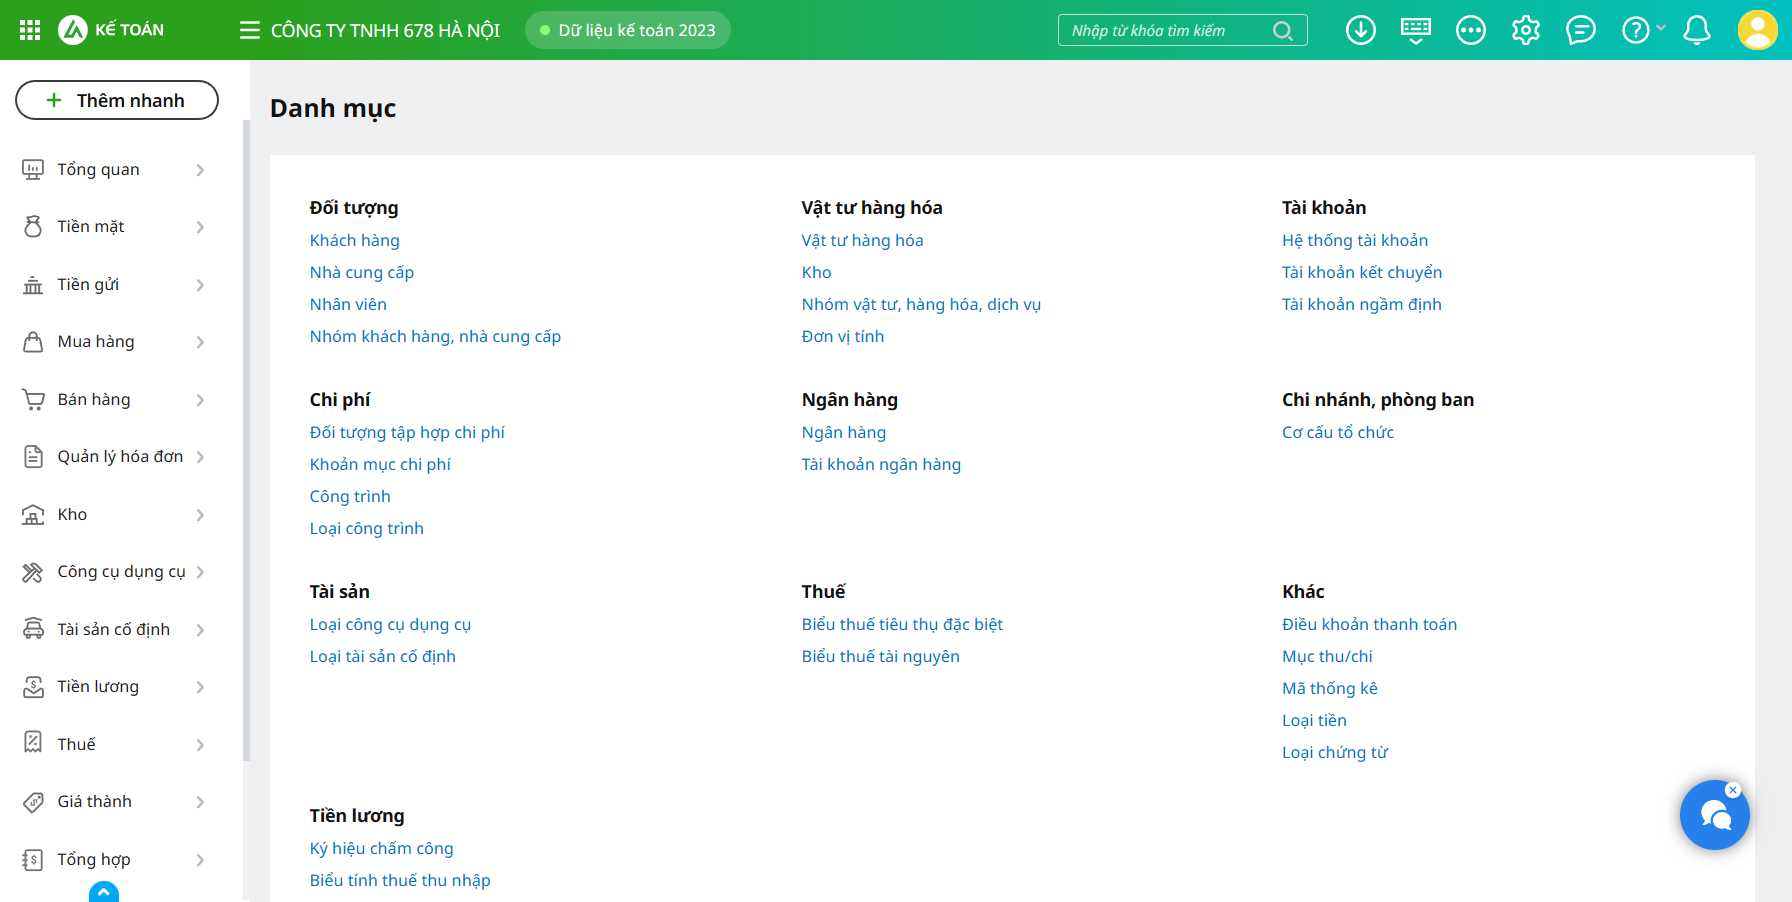 KẾ TOÁN
CÔNG TY TNHH 678 HÀ NỘI
Dữ liệu kế toán 2023
Nhập từ khóa tìm kiếm
Thêm nhanh
Tổng quan
Tiền mặt
Tiền gửi
Mua hàng
Bán hàng
Quản lý hóa đơn
Kho
Công cụ dụng cụ
Tài sản cố định
Tiền lương
Thuế
Giá thành
Tổng hợp
Danh mục
Đối tượng
Khách hàng
Nhà cung cấp
Nhân viên
Nhóm khách hàng, nhà cung cấp
Vật tư hàng hóa
Vật tư hàng hóa
Kho
Nhóm vật tư, hàng hóa, dịch vụ
Đơn vị tính
Tài khoản
Hệ thống tài khoản
Tài khoản kết chuyển
Tài khoản ngầm định
Chi phí
Đối tượng tập hợp chi phí
Khoản mục chi phí
Công trình
Loại công trình
Ngân hàng
Ngân hàng
Tài khoản ngân hàng
Chi nhánh, phòng ban
Cơ cấu tổ chức
Tài sản
Loại công cụ dụng cụ
Loại tài sản cố định
Thuế
Biểu thuế tiêu thụ đặc biệt
Biểu thuế tài nguyên
Khác
Điều khoản thanh toán
Mục thu/chi
Mã thống kê
Loại tiền
Loại chứng từ
Tiền lương
Ký hiệu chấm công
Biểu tính thuế thu nhập